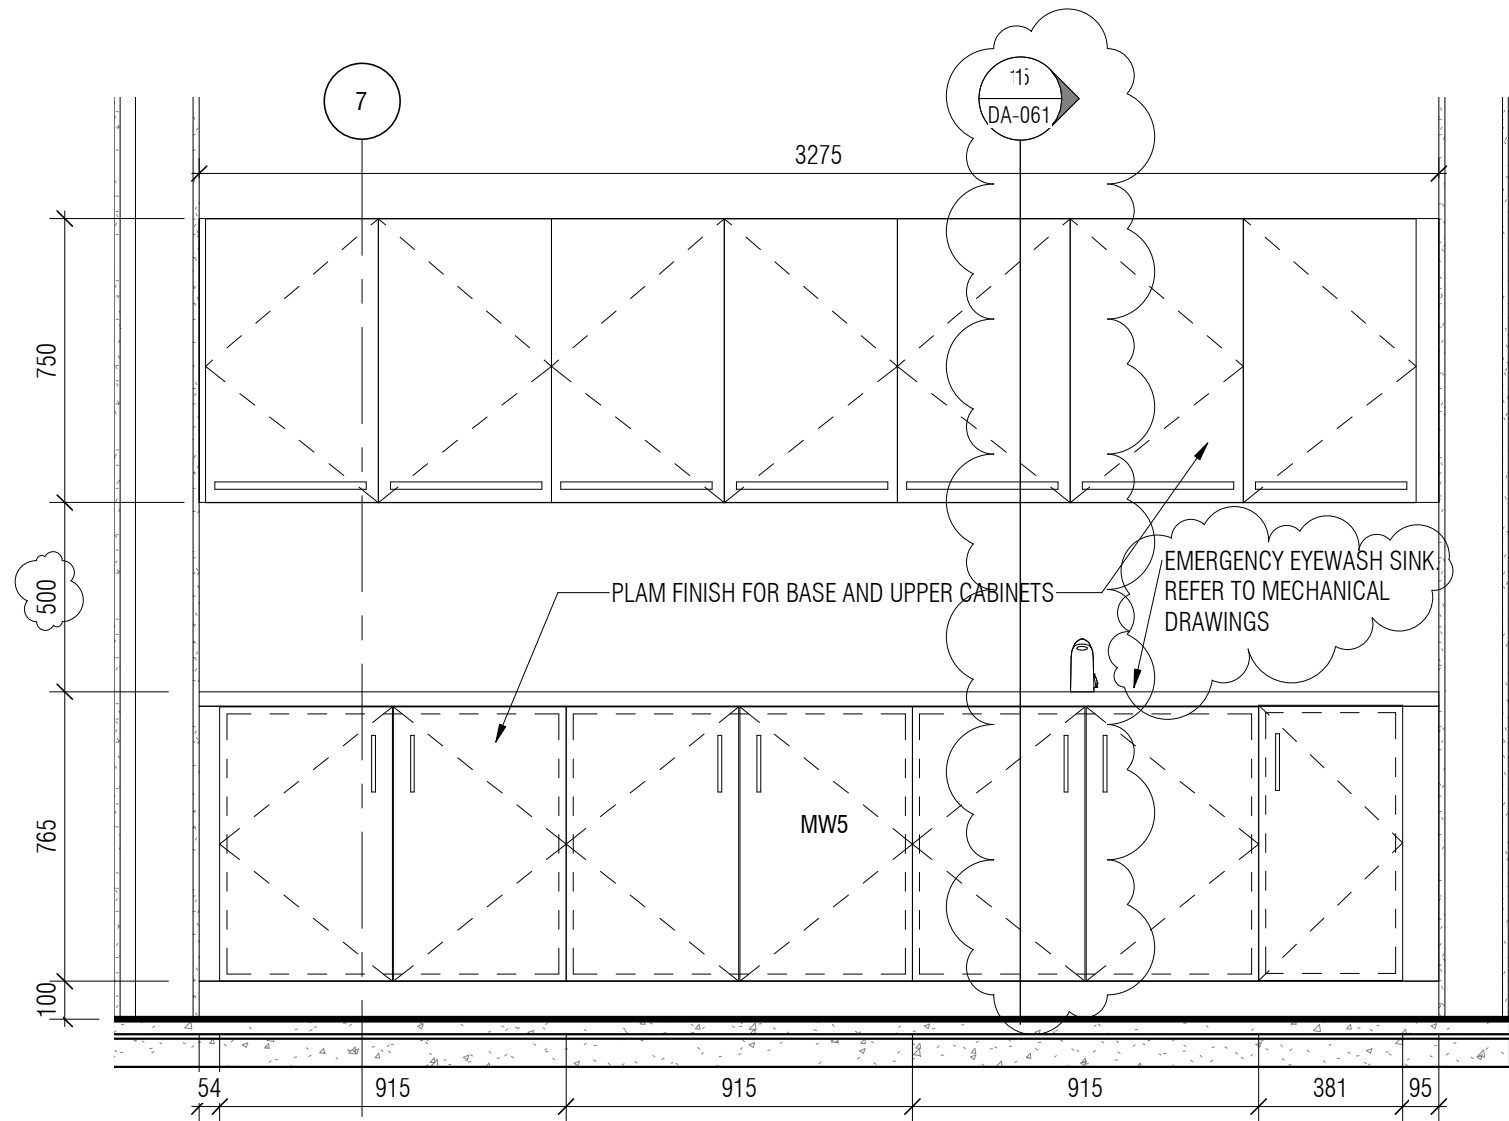 7
115
DA-061
3275
750
500
EMERGENCY EYEWASH SINK.
REFER TO MECHANICAL
DRAWINGS
PLAM FINISH FOR BASE AND UPPER CABINETS
765
MW5
100
54
915
915
915
381
95